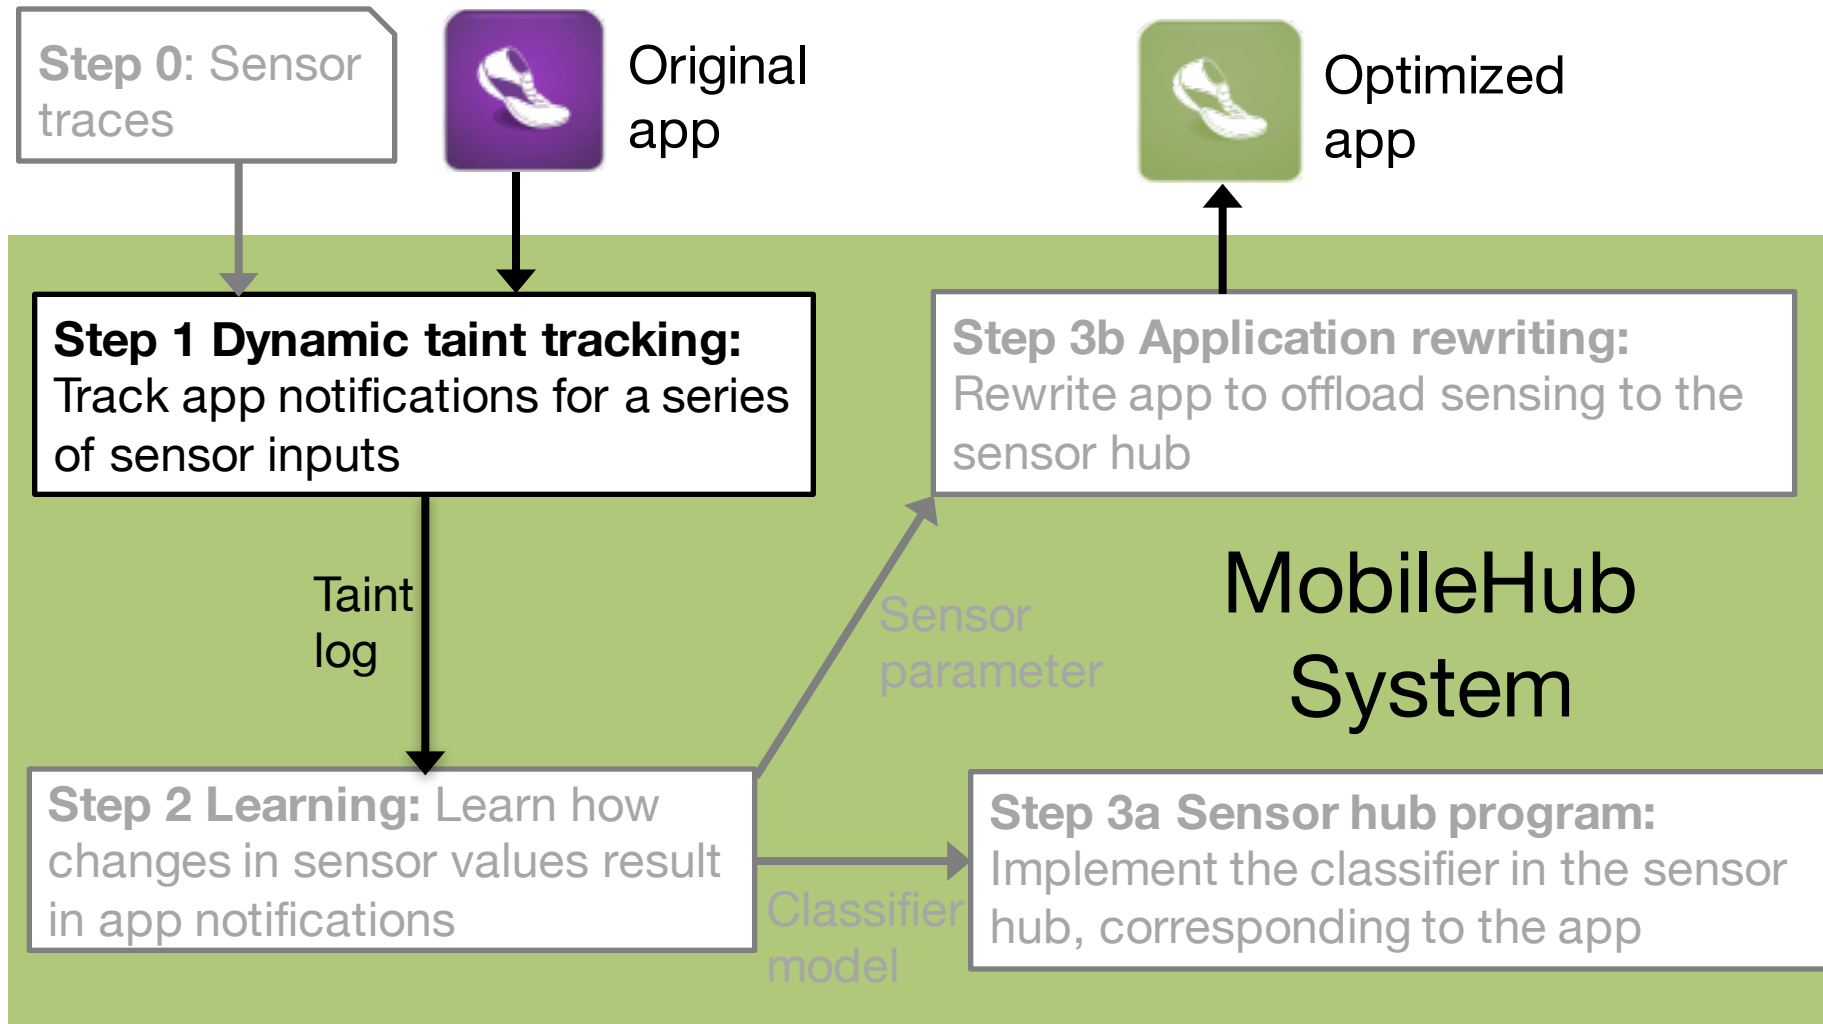 Step 0: Sensor
traces
Original
app
Optimized
app
Step 1 Dynamic taint tracking:
Track app notifications for a series
of sensor inputs
Step 3b Application rewriting:
Rewrite app to offload sensing to the
sensor hub
Taint
log
Sensor
parameter
MobileHub
System
Step 2 Learning: Learn how
changes in sensor values result
in app notifications
Classifier
model
Step 3a Sensor hub program:
Implement the classifier in the sensor
hub, corresponding to the app